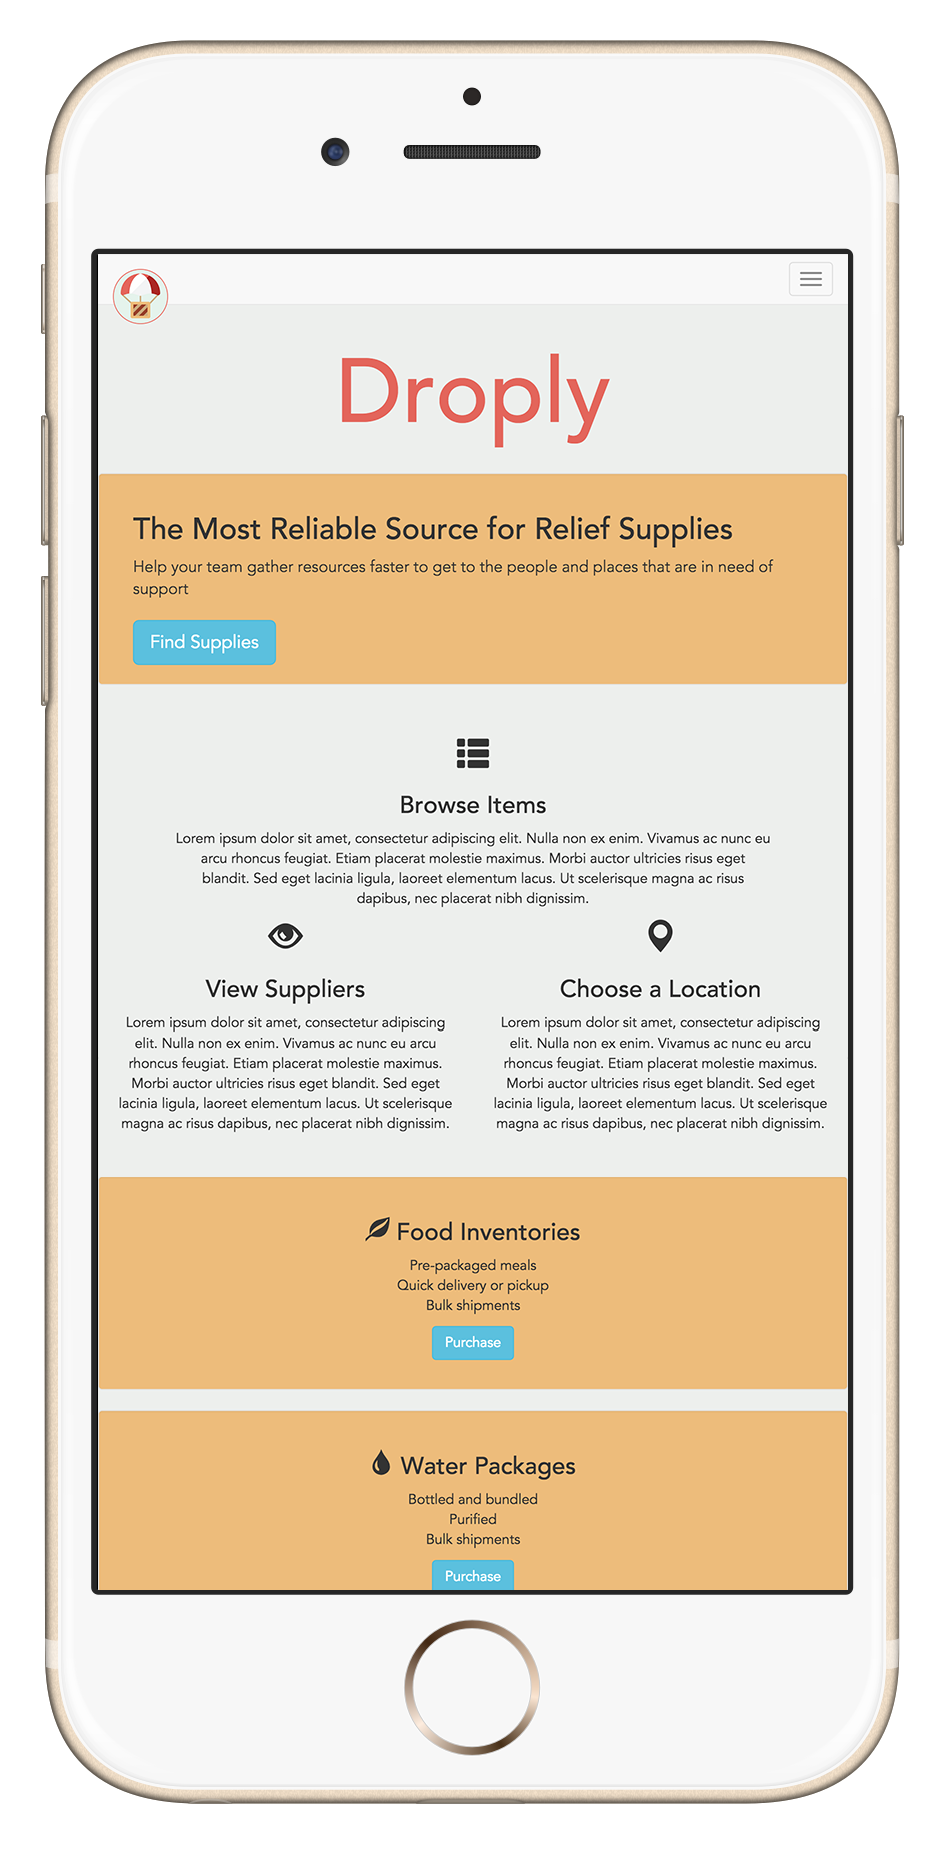 Droply
The Most Reliable Source for Relief Supplies
Help your team gather resources faster to get to the people and places that are in need of
support
Find Supplies
Browse Items
Lorem ipsum dolor sit amet, consectetur adipiscing elit. Nulla non ex enim. Vivamus ac nunc eu
arcu rhoncus feugiat. Etiam placerat molestie maximus. Morbi auctor ultricies risus eget
blandit. Sed eget lacinia ligula, laoreet elementum lacus. Ut scelerisque magna ac risus
dapibus, nec placerat nibh dignissim.
View Suppliers
Lorem ipsum dolor sit amet, consectetur adipiscing
elit. Nulla non ex enim. Vivamus ac nunc eu arcu
rhoncus feugiat. Etiam placerat molestie maximus.
Morbi auctor ultricies risus eget blandit. Sed eget
lacinia ligula, laoreet elementum lacus. Ut scelerisque
magna ac risus dapibus, nec placerat nibh dignissim.
Choose a Location
Lorem ipsum dolor sit amet, consectetur adipiscing
elit. Nulla non ex enim. Vivamus ac nunc eu arcu
rhoncus feugiat. Etiam placerat molestie maximus.
Morbi auctor ultricies risus eget blandit. Sed eget
lacinia ligula, laoreet elementum lacus. Ut scelerisque
magna ac risus dapibus, nec placerat nibh dignissim.
Food Inventories
Pre-packaged meals
Quick delivery or pickup
Bulk shipments
Purchase
Water Packages
Bottled and bundled
Purified
Bulk shipments
Purchase